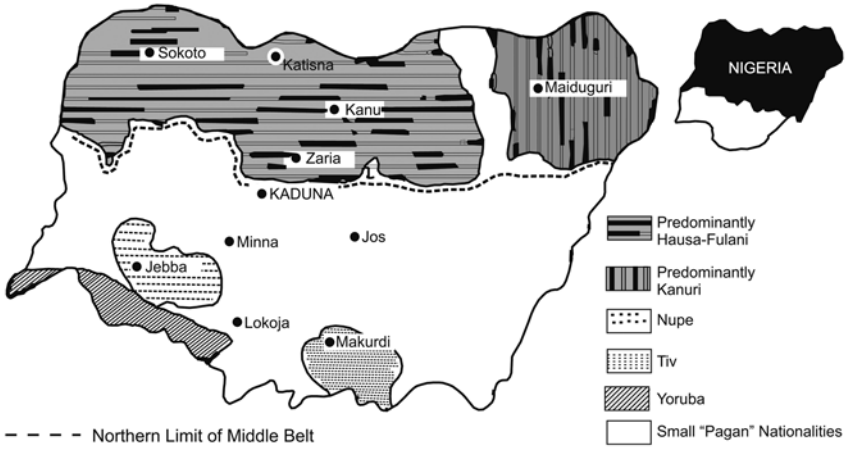 Sokoto
Katisna
Kanu
Maiduguri
NIGERIA
Zaria
KADUNA
Minna
Jos
Jebba
Lokoja
Makurdi
Predominantly
Hausa-Fulani
Predominantly
Kanuri
Nupe
Tiv
Yoruba
Small “Pagan” Nationalities
Northern Limit of Middle Belt